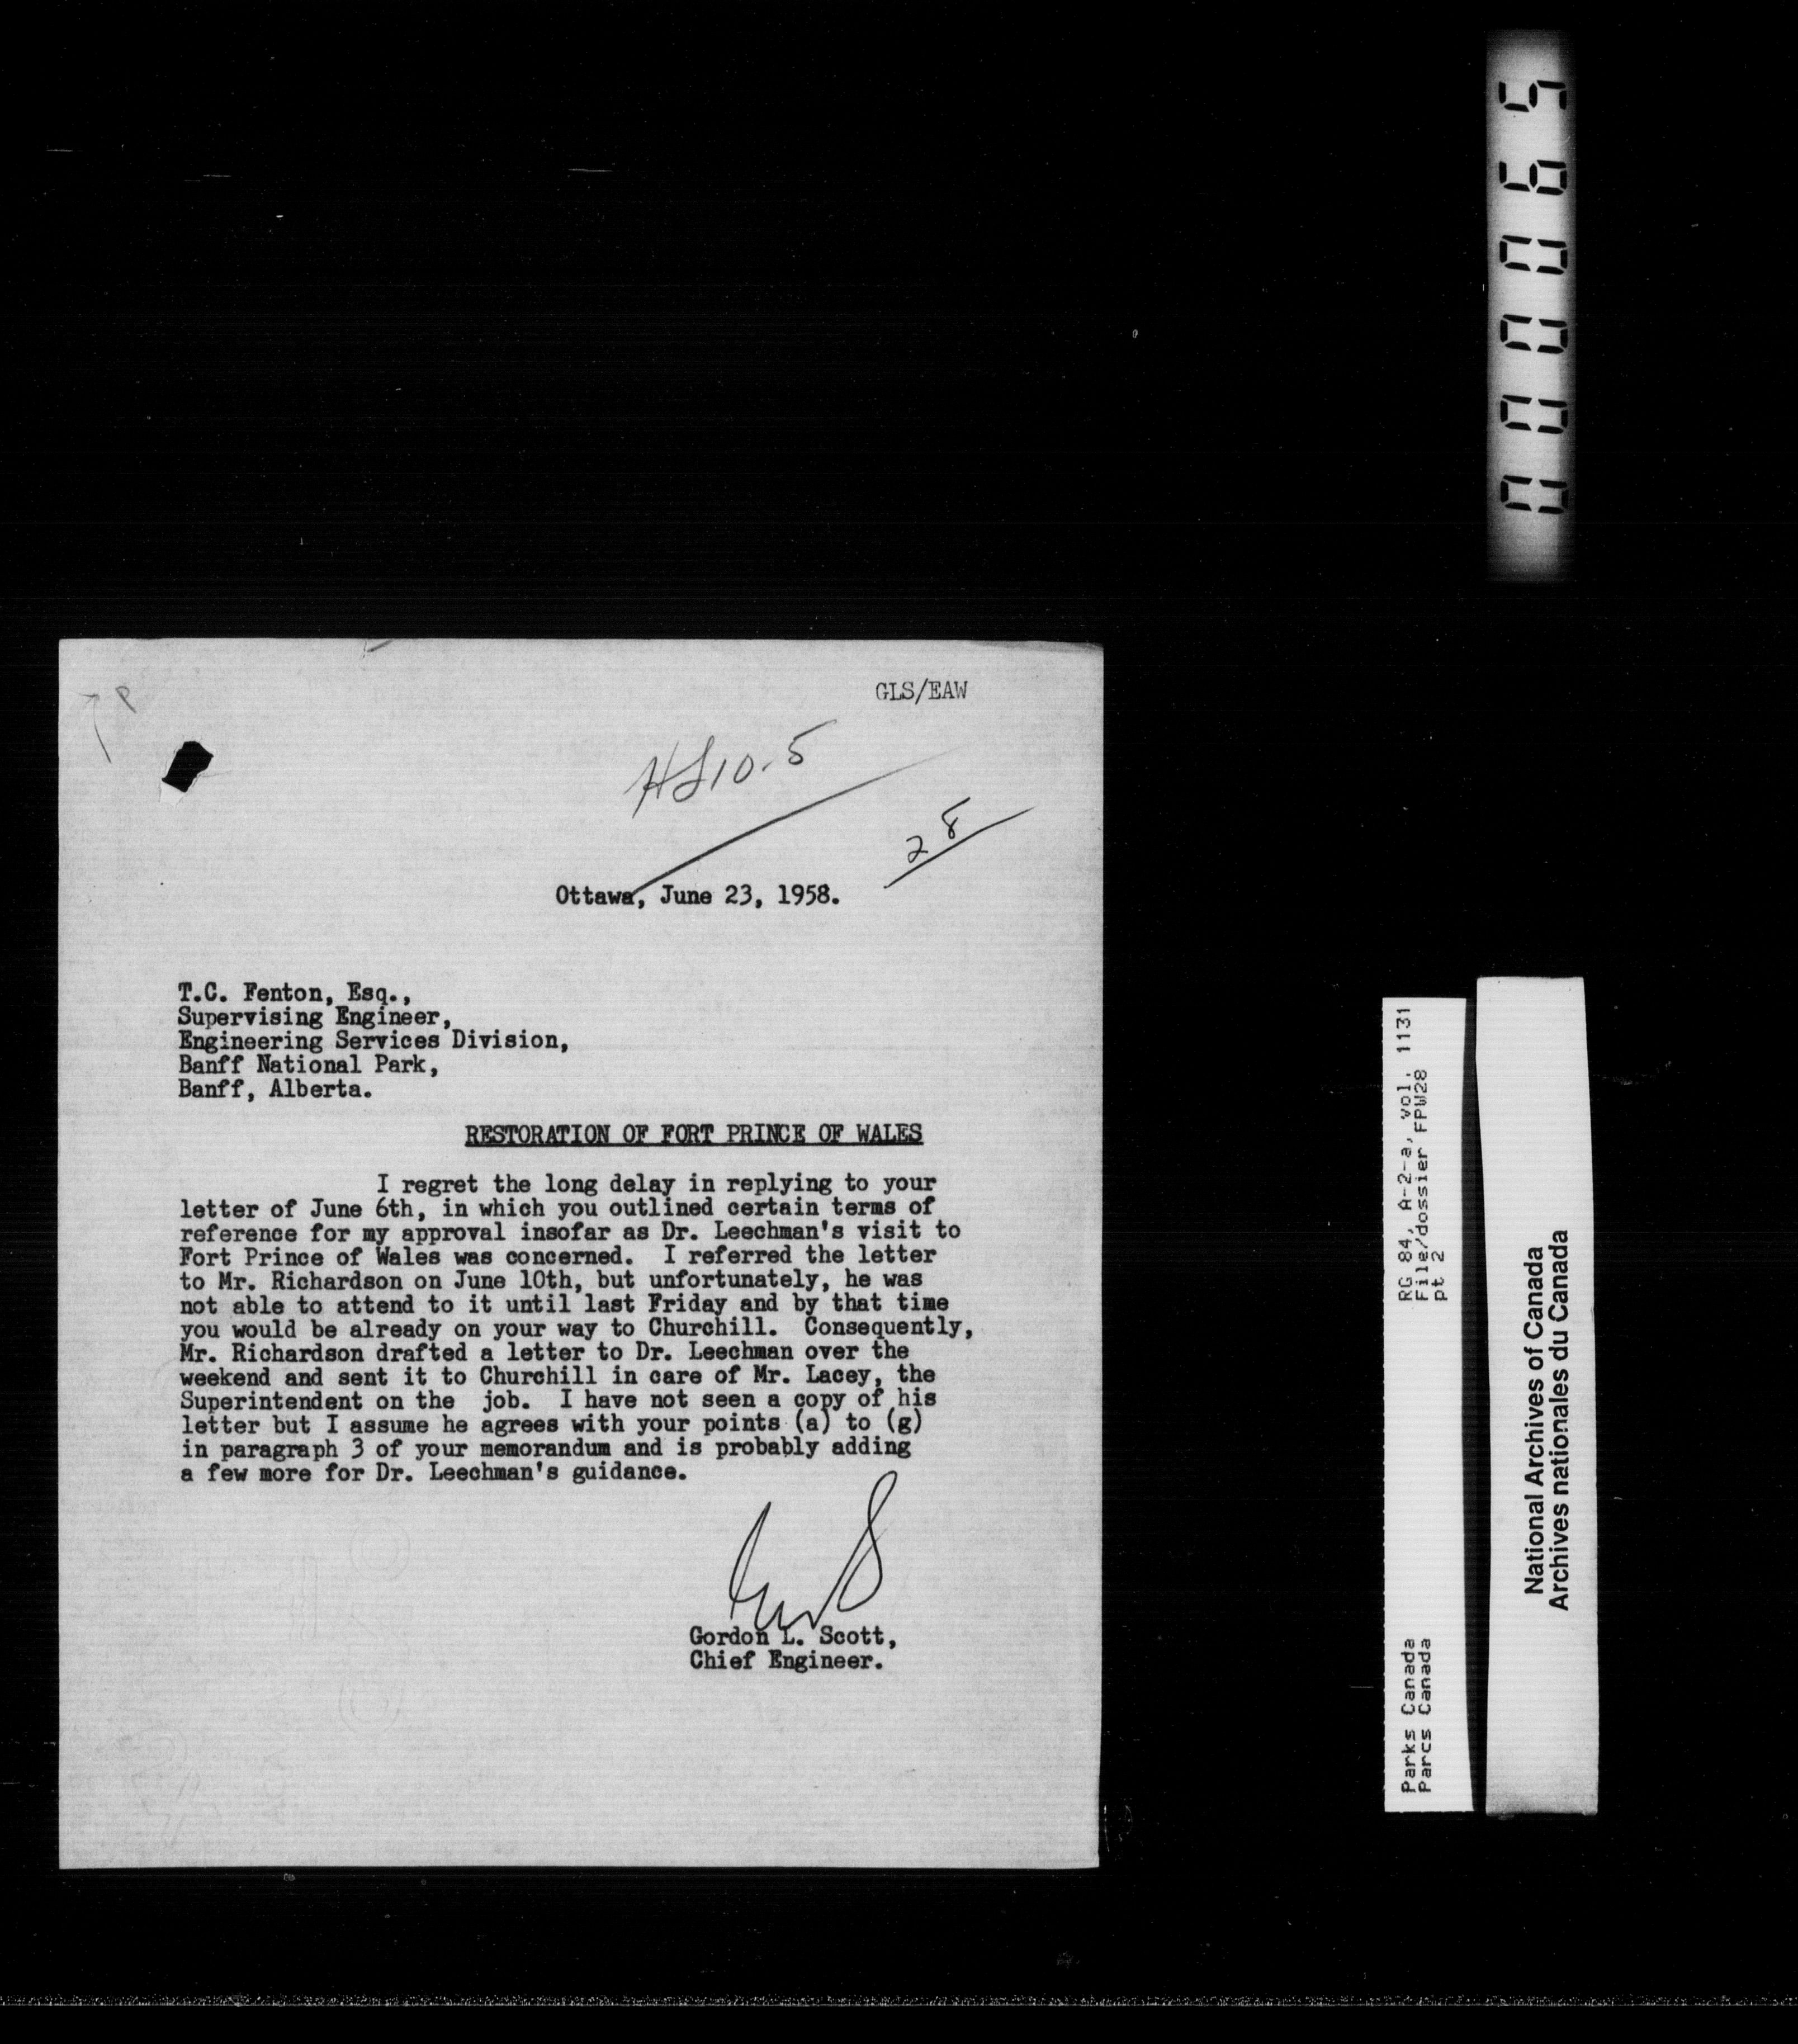 GLS/EAW
HS10-5
28
Ottawa, June 23, 1958.
T.C. Fenton, Esq.,
Supervising Engineer,
Engineering Services Division,
Banff National Park,
Banff, Alberta.
RESTORATION OF FORT PRINCE OF WALES
I regret the long delay in replying to your
letter of June 6th, in which you outlined certain terms of
reference for my approval insofar as Dr. Leechman's visit to
Fort Prince of Wales was concerned. I referred the letter
to Mr. Richardson on June 10th, but unfortunately, he was
not able to attend to it until last Friday and by that time
you would be already on your way to Churchill. Consequently,
Mr. Richardson drafted a letter to Dr. Leechman over the
weekend and sent it to Churchill in care of Mr. Lacey, the
Superintendent on the job. I have not seen a copy of his
letter but I assume he agrees with your points (a) to (g)
in paragraph 3 of your memorandum and is probably adding
a few more for Dr. Leechman's guidance.
Gordon L. Scott,
Chief Engineer.
000065
RG 84, A-2-a, vol. 1131
File/dossier FPW28
pt 2
Parks Canada
Parcs Canada
National Archives of Canada
Archives nationales du Canada